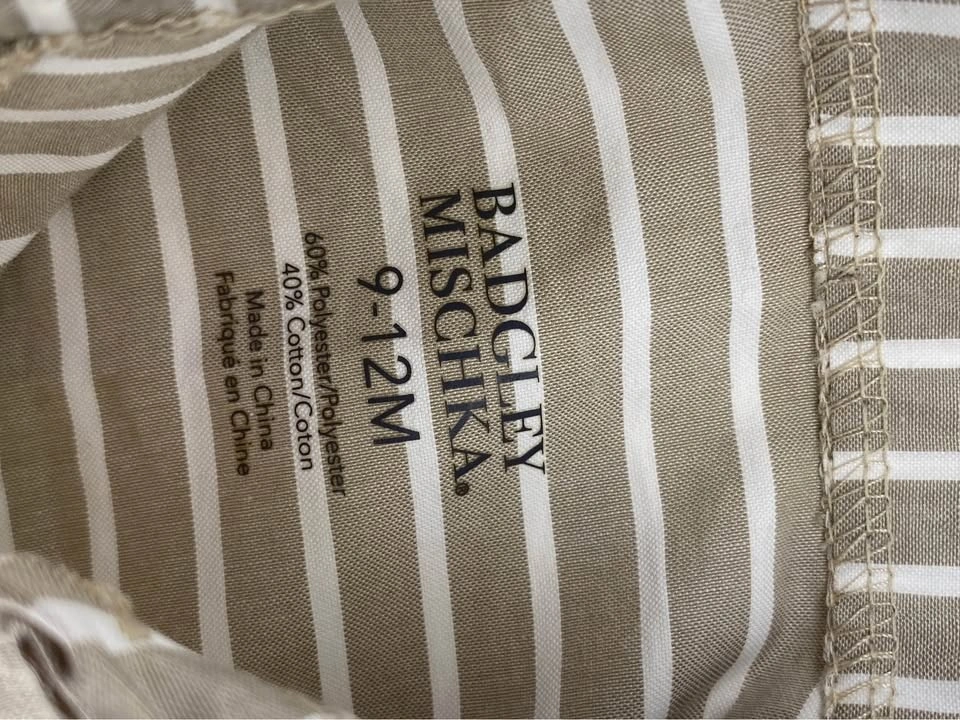 BADGLEY
MISCHKA®
9-12M
60% Polyester/Polyester
40% Cotton/Coton
Made in China
Fabriqué en Chine